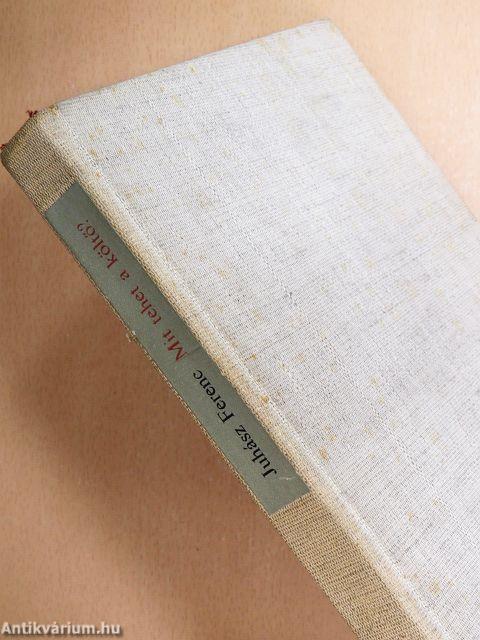 Juhász Ferenc Mit tehet a költő?
Antikvárium.hu